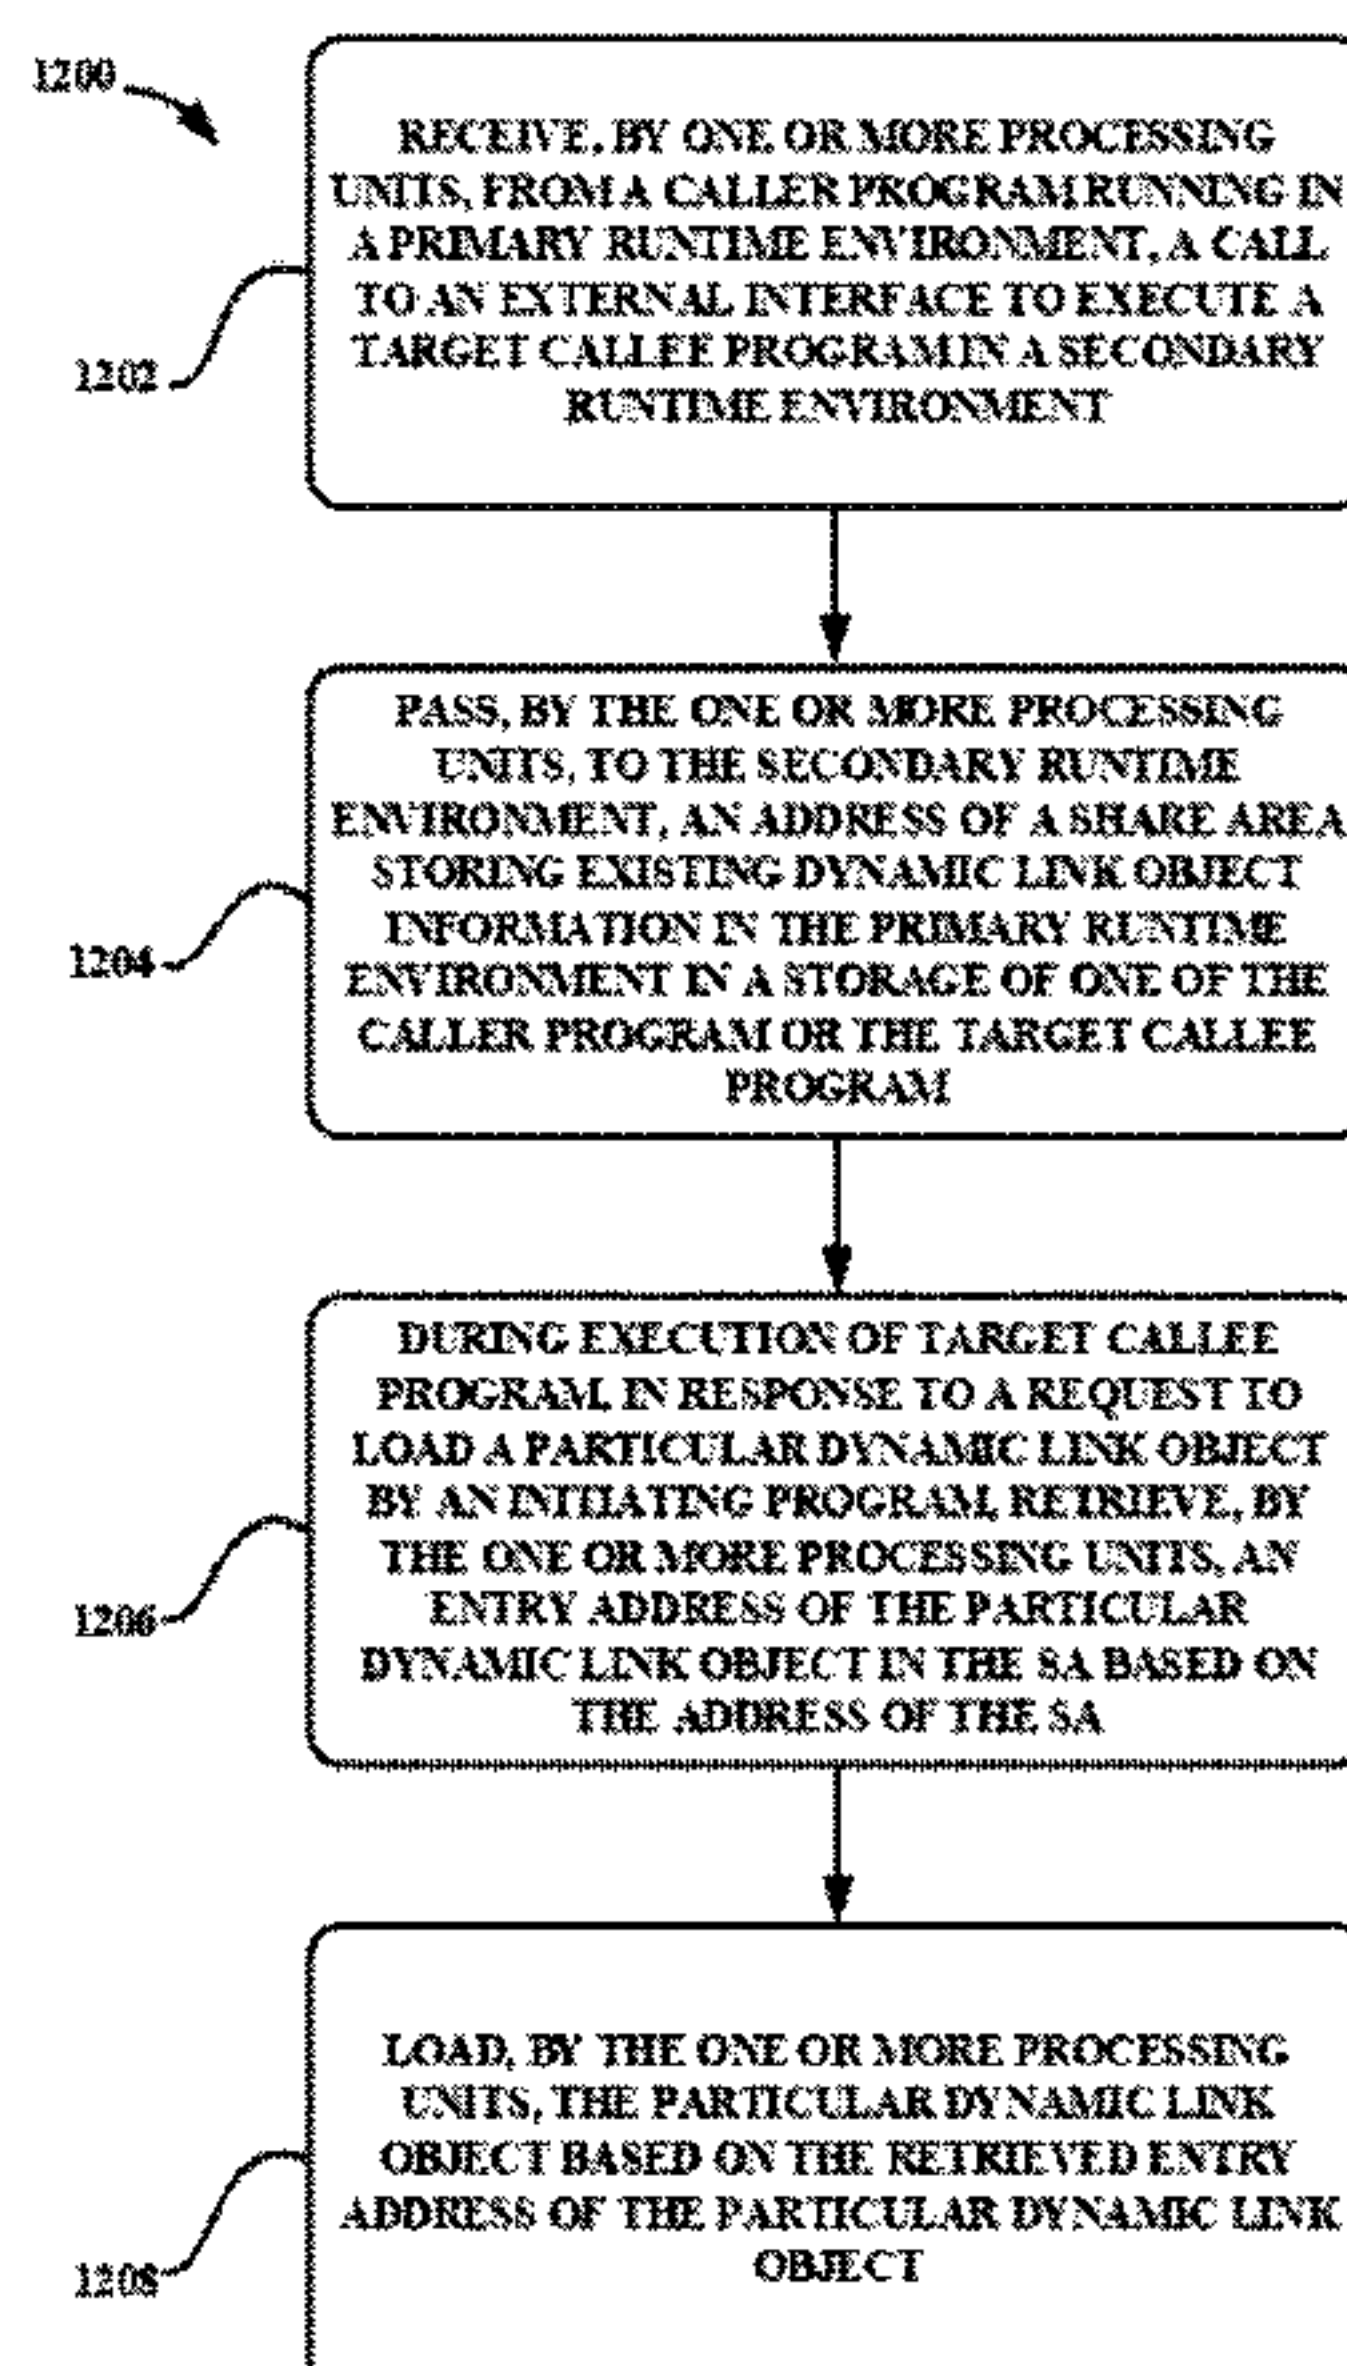 1200
RECEIVE, BY ONE OR MORE PROCESSING
UNITS, FROM A CALLER PROGRAM RUNNING IN
A PRIMARY RUNTIME ENVIRONMENT, A CALL
TO AN EXTERNAL INTERFACE TO EXECUTE A
TARGET CALLEE PROGRAM IN A SECONDARY
RUNTIME ENVIRONMENT
1202
PASS, BY THE ONE OR MORE PROCESSING
UNITS, TO THE SECONDARY RUNTIME
ENVIRONMENT, AN ADDRESS OF A SHARE AREA
STORING EXISTING DYNAMIC LINK OBJECT
INFORMATION IN THE PRIMARY RUNTIME
ENVIRONMENT IN A STORAGE OF ONE OF THE
CALLER PROGRAM OR THE TARGET CALLEE
PROGRAM
1204
DURING EXECUTION OF TARGET CALLEE
PROGRAM, IN RESPONSE TO A REQUEST TO
LOAD A PARTICULAR DYNAMIC LINK OBJECT
BY AN INITIATING PROGRAM, RETRIEVE, BY
THE ONE OR MORE PROCESSING UNITS, AN
ENTRY ADDRESS OF THE PARTICULAR
DYNAMIC LINK OBJECT IN THE SA BASED ON
THE ADDRESS OF THE SA
1206
LOAD, BY THE ONE OR MORE PROCESSING
UNITS, THE PARTICULAR DYNAMIC LINK
OBJECT BASED ON THE RETRIEVED ENTRY
ADDRESS OF THE PARTICULAR DYNAMIC LINK
OBJECT
1208